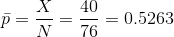 p̄ = X/N = 40/76 = 0.5263